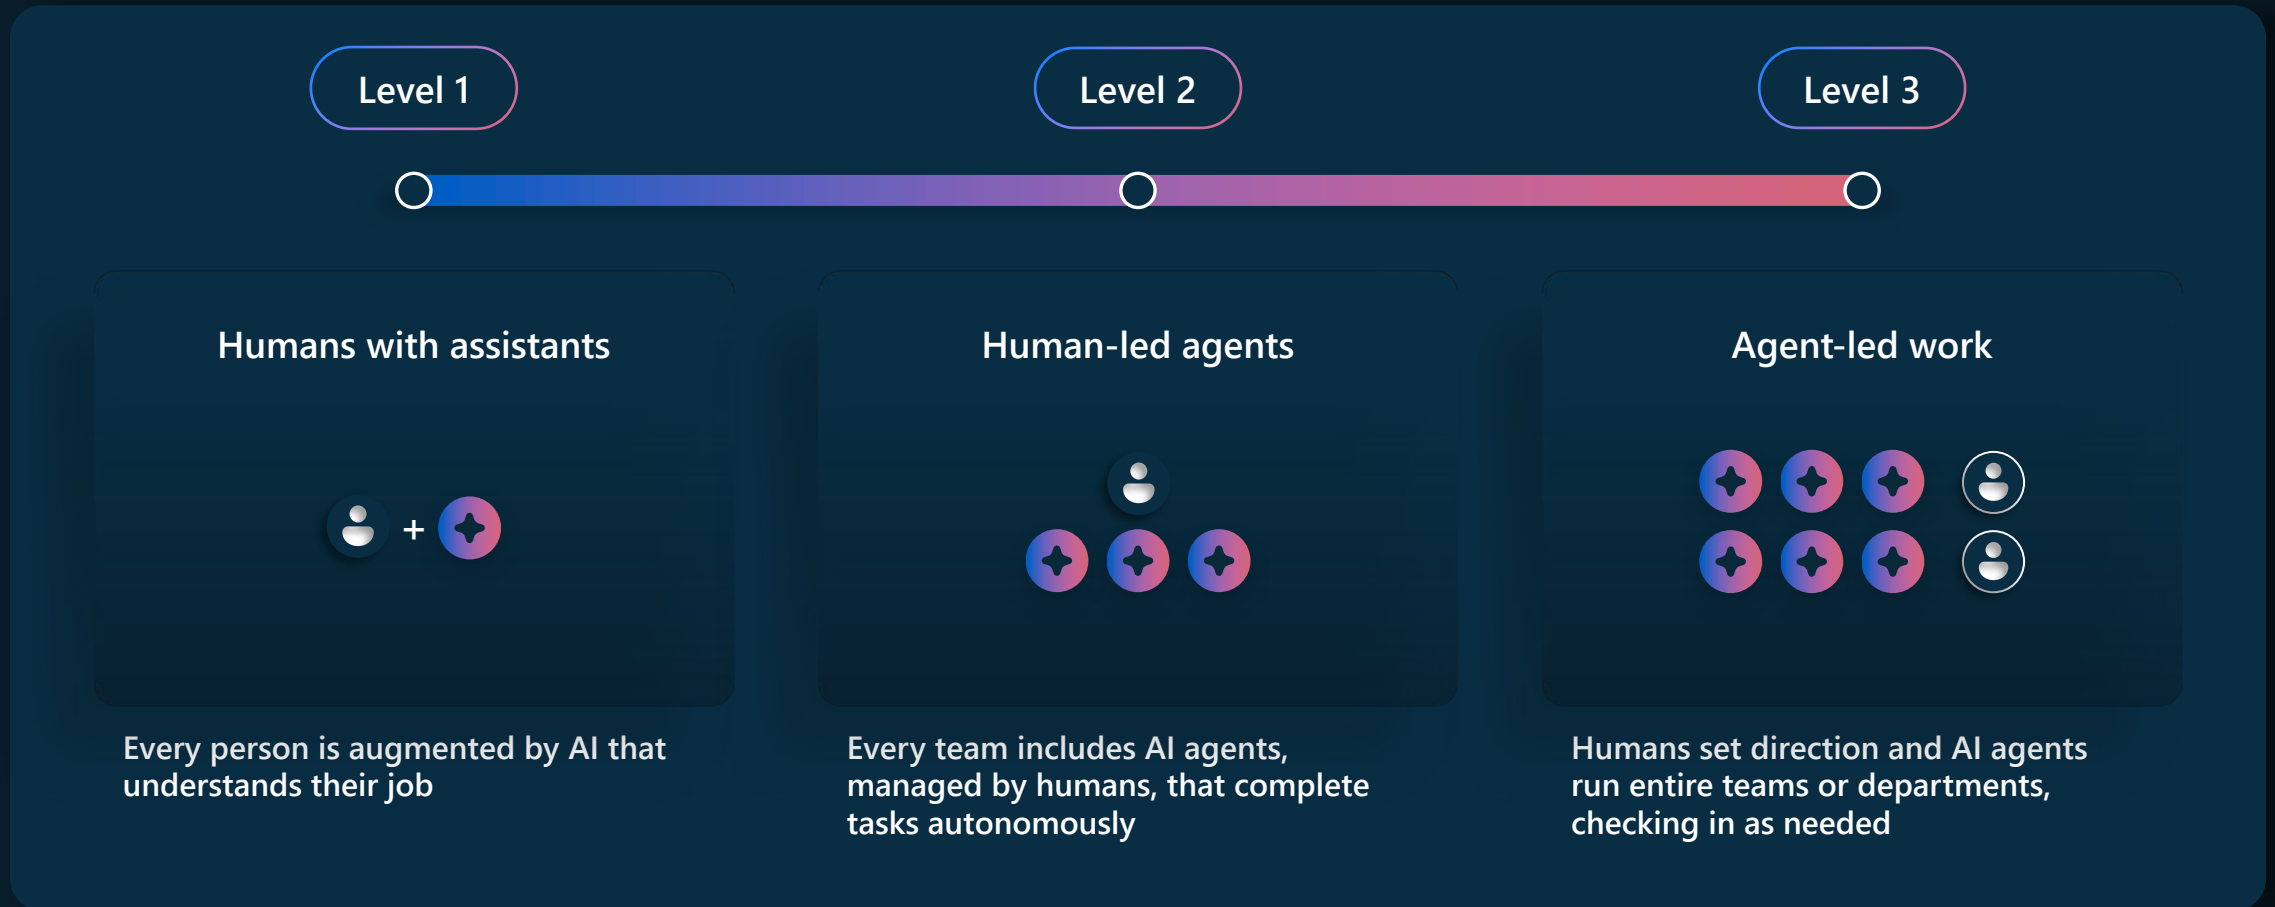 Level 1
Level 2
Level 3
Humans with assistants
Human-led agents
Agent-led work
+
Every person is augmented by AI that
understands their job
Every team includes AI agents,
managed by humans, that complete
tasks autonomously
Humans set direction and AI agents
run entire teams or departments,
checking in as needed